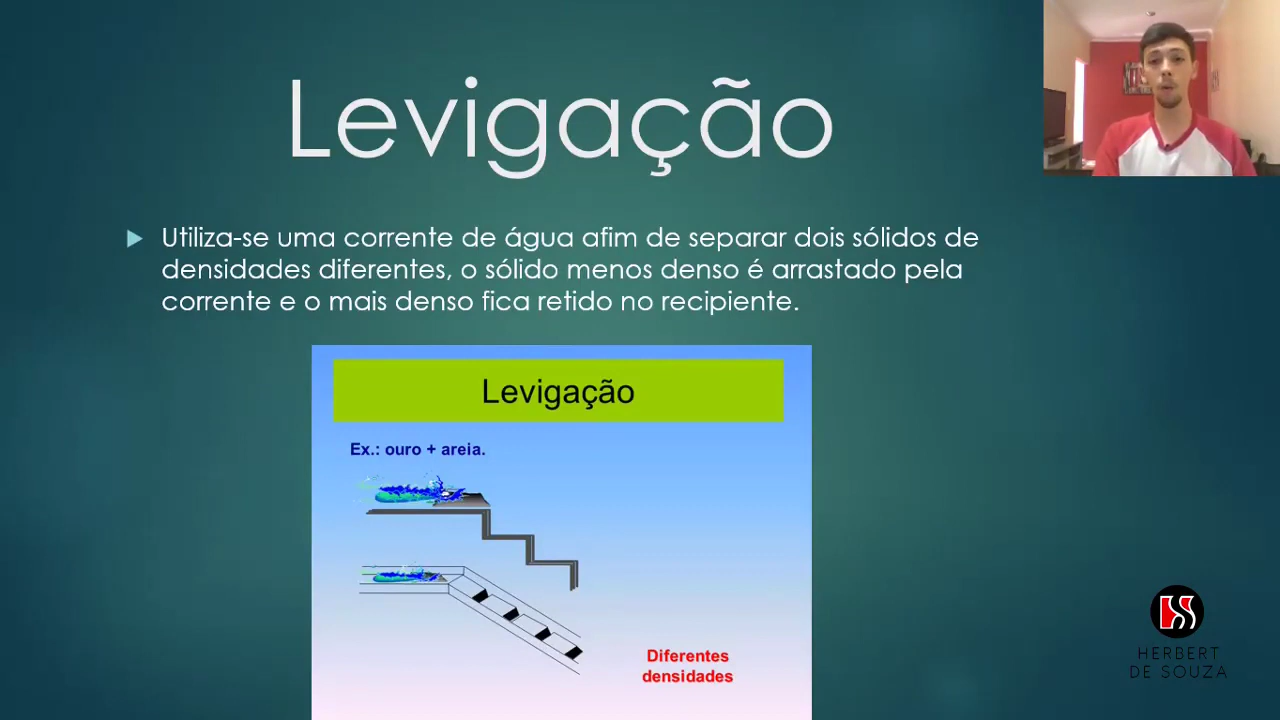 Levigação
Utiliza-se uma corrente de água afim de separar dois sólidos de
densidades diferentes, o sólido menos denso é arrastado pela
corrente e o mais denso fica retido no recipiente.
Levigação
Ex.: ouro + areia.
Diferentes
densidades
HERBERT
DE SOUZA